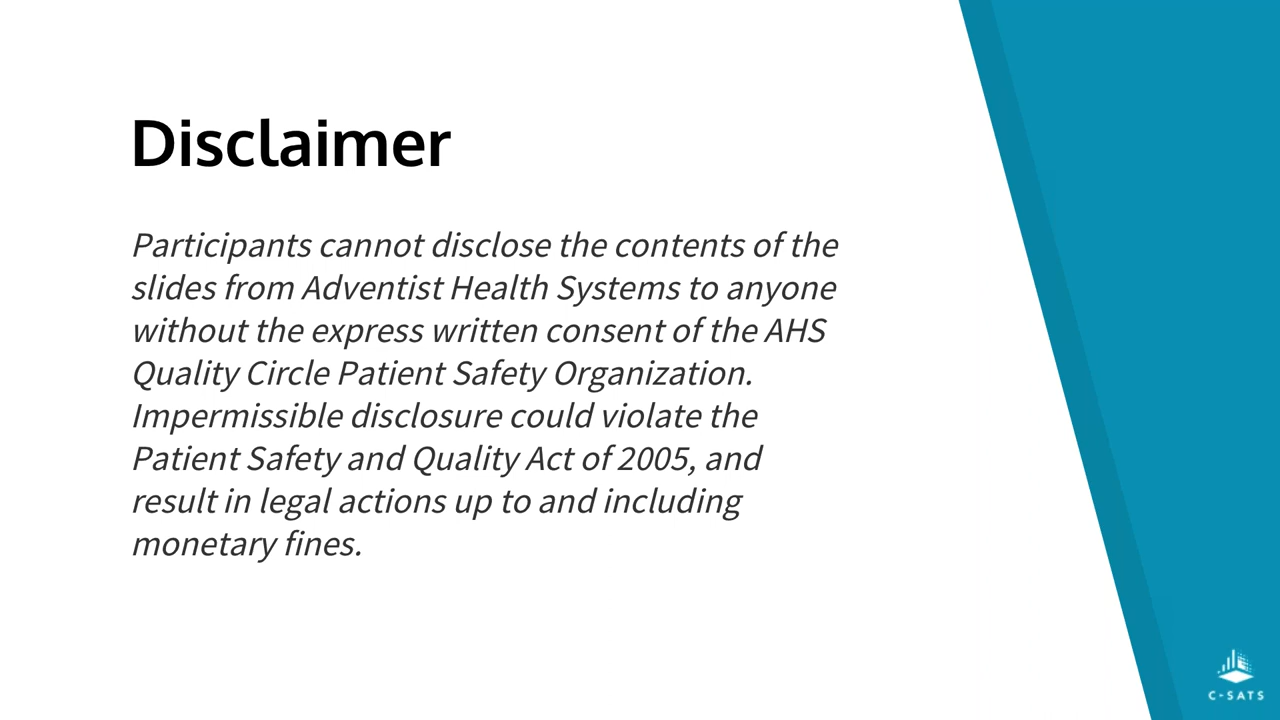 Disclaimer
Participants cannot disclose the contents of the
slides from Adventist Health Systems to anyone
without the express written consent of the AHS
Quality Circle Patient Safety Organization.
Impermissible disclosure could violate the
Patient Safety and Quality Act of 2005, and
result in legal actions up to and including
monetary fines.
C-SATS